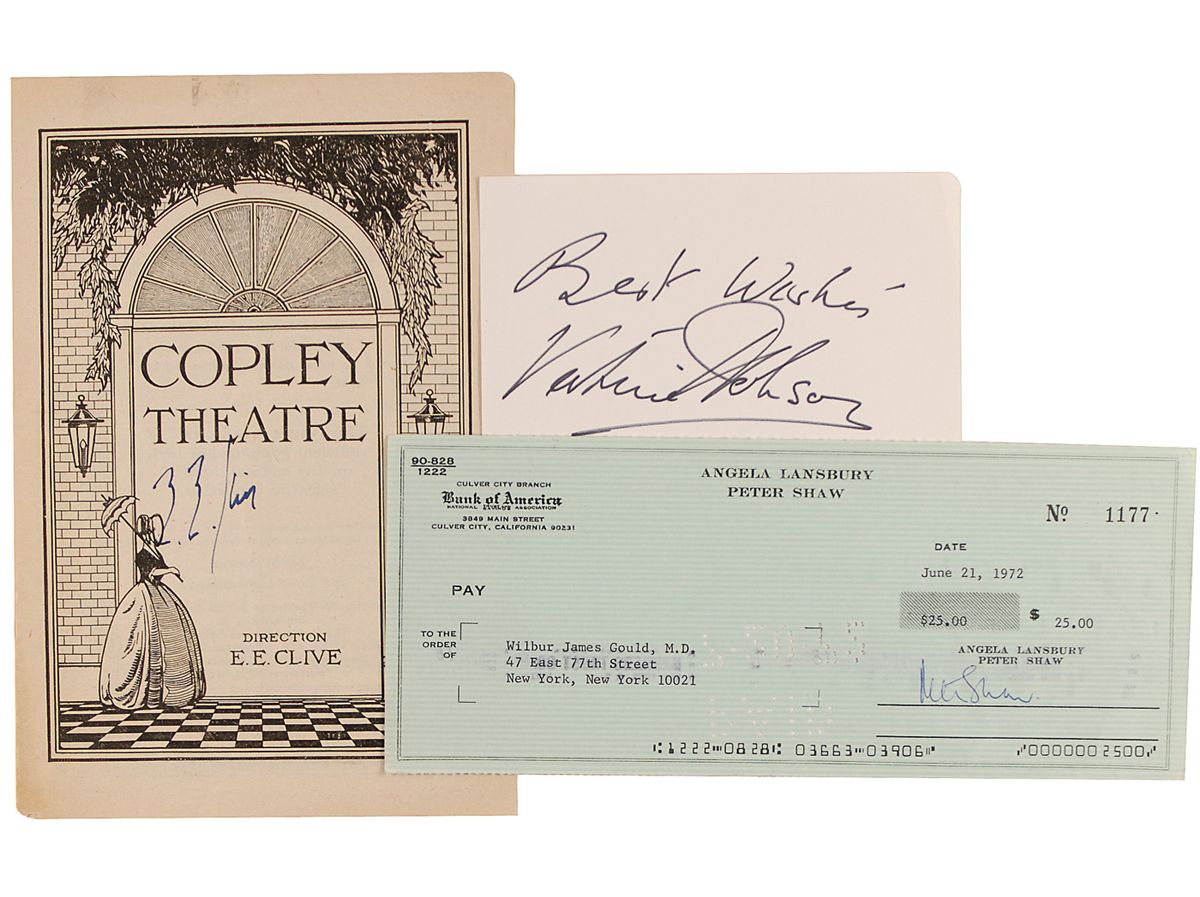 COPLEY
THEATRE
DIRECTION
E.E. CLIVE
Best Wishes
90-828
1222
CULVER CITY BRANCH
Bank of America
NATIONAL SAVINGS ASSOCIATION
3849 MAIN STREET
CULVER CITY, CALIFORNIA 90231
ANGELA LANSBURY
PETER SHAW
Nº 1177
DATE
June 21, 1972
PAY
$25.00 $ 25.00
TO THE
ORDER
OF
Wilbur James Gould, M.D.
47 East 77th Street
New York, New York 10021
ANGELA LANSBURY
PETER SHAW
Peter Shaw
⑆1222⑉0828⑆ 03663⑉03906⑈ ⑈0000002500⑈